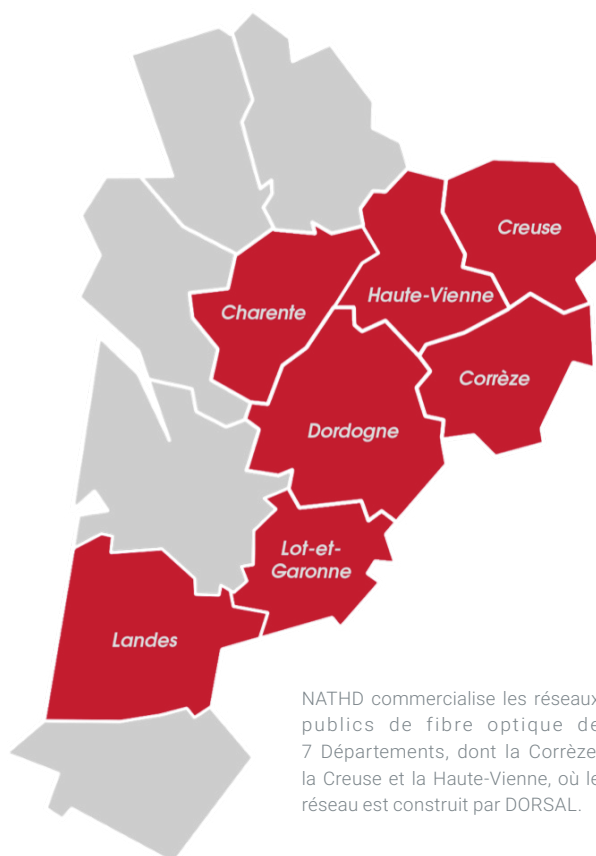 Creuse
Haute-Vienne
Charente
Corrèze
Dordogne
Lot-et-
Garonne
Landes
NATHD commercialise les réseaux
publics de fibre optique de
7 Départements, dont la Corrèze
la Creuse et la Haute-Vienne, où le
réseau est construit par DORSAL.